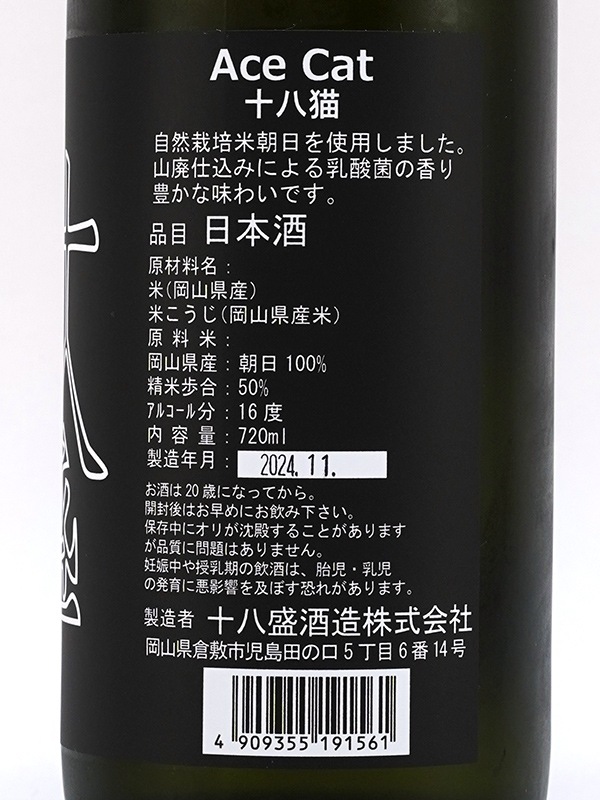 Ace Cat
十八猫
自然栽培米朝日を使用しました。
山廃仕込みによる乳酸菌の香り
豊かな味わいです。
品目 日本酒
原材料名：
米(岡山県産)
米こうじ(岡山県産米)
原 料 米：
岡山県産：朝日100%
精米歩合：50%
ｱﾙｺｰﾙ分：16度
内 容 量：720ml
製造年月：2024.11.
お酒は20歳になってから。
開封後はお早めにお飲み下さい。
保存中にオリが沈殿することがあります
が品質に問題はありません。
妊娠中や授乳期の飲酒は、胎児・乳児
の発育に悪影響を及ぼす恐れがあります。
製造者 十八盛酒造株式会社
岡山県倉敷市児島田の口5丁目6番14号
4 909355 191561